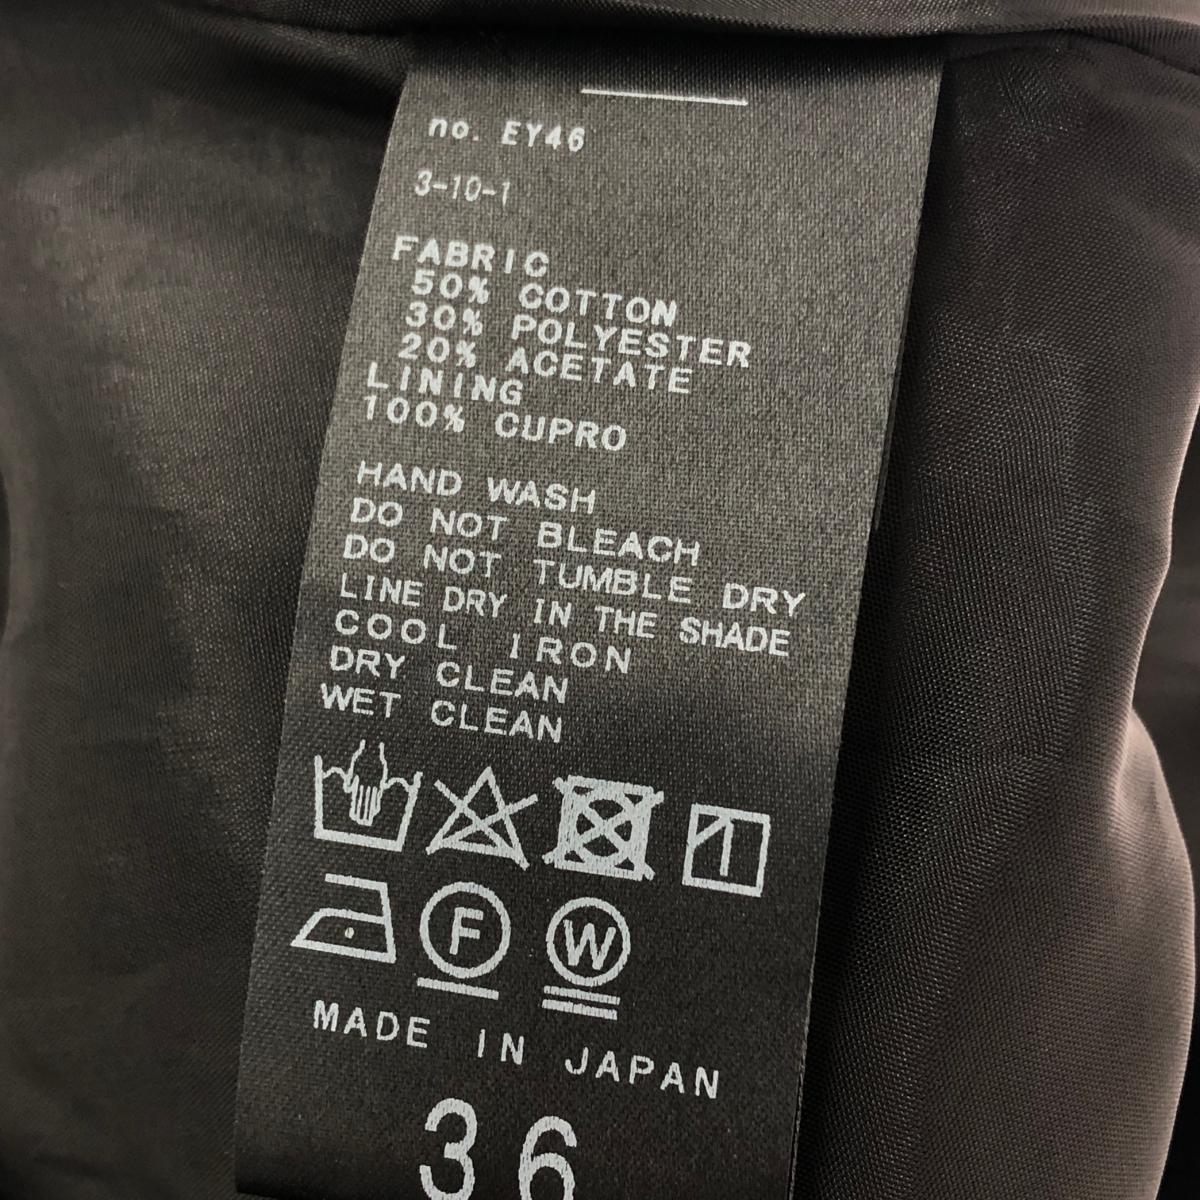 no. EY46
3-10-1
FABRIC
50% COTTON
30% POLYESTER
20% ACETATE
LINING
100% CUPRO
HAND WASH
DO NOT BLEACH
DO NOT TUMBLE DRY
LINE DRY IN THE SHADE
COOL IRON
DRY CLEAN
WET CLEAN
F W
MADE IN JAPAN
36